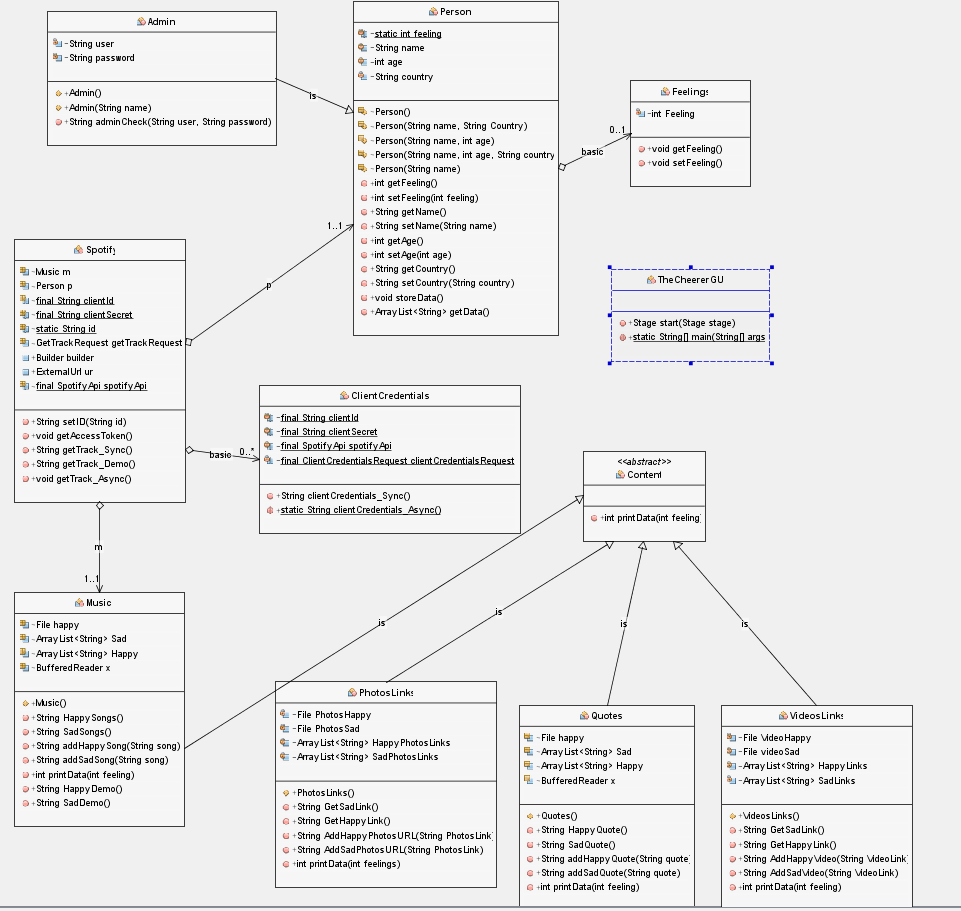 Admin
-String user
-String password
+Admin()
+Admin(String name)
+String adminCheck(String user, String password)
is
Person
-static int feeling
-String name
-int age
-String country
-Person()
-Person(String name, String Country)
-Person(String name, int age)
-Person(String name, int age, String country
-Person(String name)
+int getFeeling()
+int setFeeling(int feeling)
+String getName()
+String setName(String name)
+int getAge()
+int setAge(int age)
+String getCountry()
+String setCountry(String country)
+void storeData()
+ArrayList<String> getData()
0..1
basic
Feelings
-int Feeling
+void getFeeling()
+void setFeeling()
1..1
p
Spotify
~Music m
~Person p
-final String clientId
-final String clientSecret
~static String id
~GetTrackRequest getTrackRequest
+Builder builder
+ExternalUrl ur
-final SpotifyApi spotifyApi
+String setID(String id)
+void getAccessToken()
+String getTrack_Sync()
+String getTrack_Demo()
+void getTrack_Async()
TheCheererGU
+Stage start(Stage stage)
+static String[] main(String[] args
basic
0..*
ClientCredentials
-final String clientId
-final String clientSecret
-final SpotifyApi spotifyApi
-final ClientCredentialsRequest clientCredentialsRequest
+String clientCredentials_Sync()
+static String clientCredentials_Async()
<<abstract>>
Content
+int printData(int feeling
m
1..1
is
is
is
is
Music
~File happy
~ArrayList<String> Sad
~ArrayList<String> Happy
~BufferedReader x
+Music()
+String HappySongs()
+String SadSongs()
+String addHappySong(String song)
+String addSadSong(String song)
+int printData(int feeling)
+String HappyDemo()
+String SadDemo()
PhotosLinks
-File PhotosHappy
-File PhotosSad
-ArrayList<String> HappyPhotosLinks
-ArrayList<String> SadPhotosLinks
+PhotosLinks()
+String GetSadLink()
+String GetHappyLink()
+String AddHappyPhotosURL(String PhotosLink
+String AddSadPhotosURL(String PhotosLink)
+int printData(int feelings)
Quotes
~File happy
~ArrayList<String> Sad
~ArrayList<String> Happy
~BufferedReader x
+Quotes()
+String HappyQuote()
+String SadQuote()
+String addHappyQuote(String quote
+String addSadQuote(String quote)
+int printData(int feeling)
VideosLinks
-File VideoHappy
-File videoSad
-ArrayList<String> HappyLinks
-ArrayList<String> SadLinks
+VideosLinks()
+String GetSadLink()
+String GetHappyLink()
+String AddHappyVideo(String VideoLink
+String AddSadVideo(String VideoLink)
+int printData(int feeling)